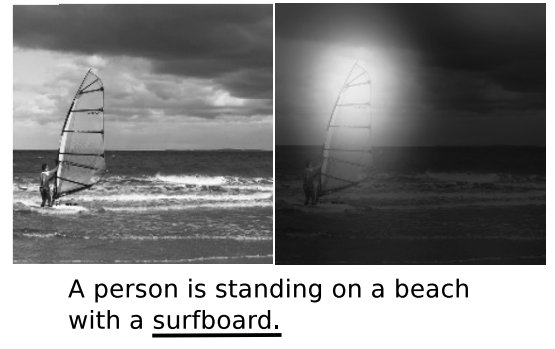 A person is standing on a beach
with a surfboard.